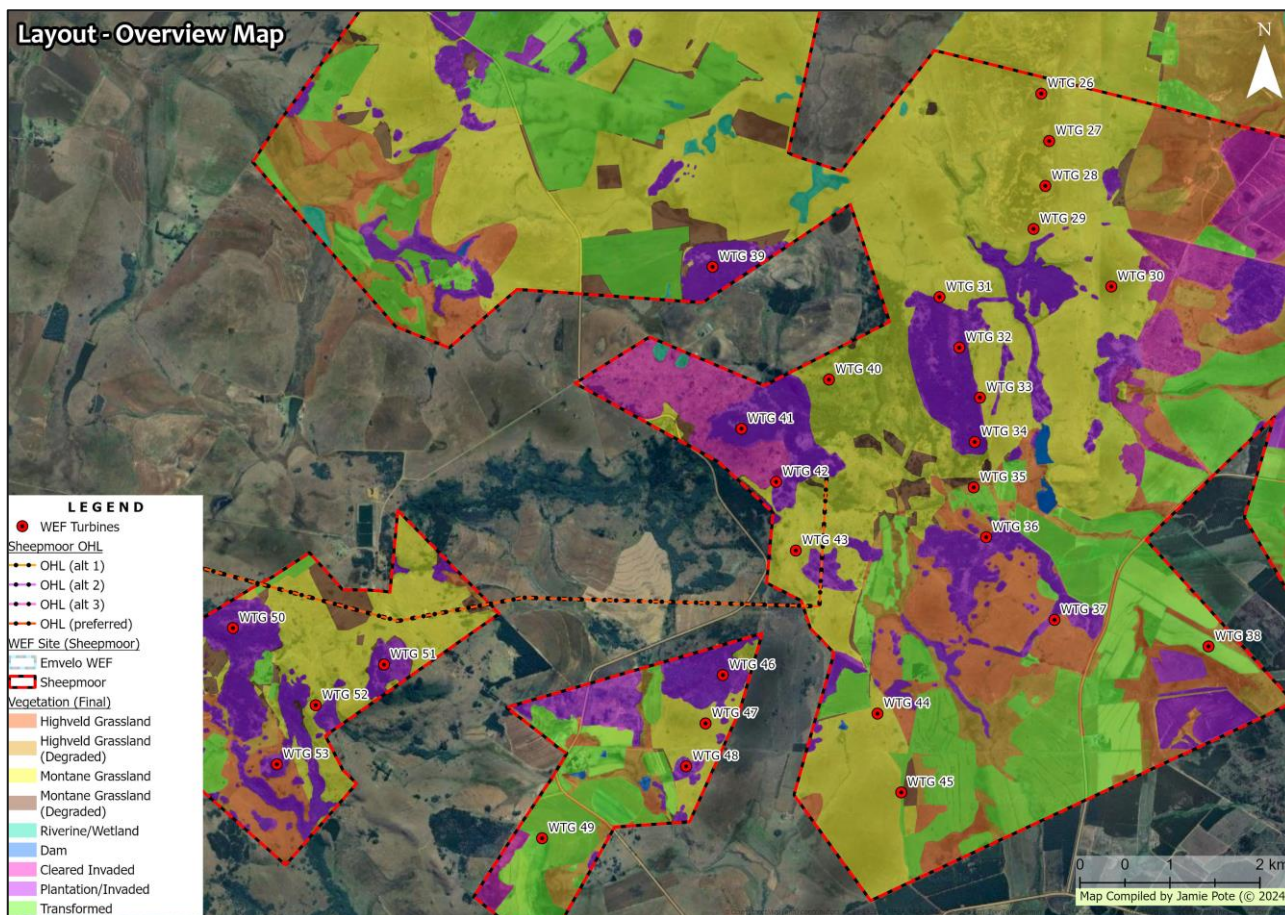 Layout - Overview Map
N
WTG 26
WTG 27
WTG 28
WTG 29
WTG 39
WTG 30
WTG 31
WTG 32
WTG 40
WTG 33
WTG 41
WTG 34
WTG 42
WTG 35
WTG 36
WTG 43
WTG 37
WTG 50
WTG 38
WTG 51
WTG 46
WTG 52
WTG 44
WTG 47
WTG 53
WTG 48
WTG 45
WTG 49
LEGEND
WEF Turbines
Sheepmoor OHL
OHL (alt 1)
OHL (alt 2)
OHL (alt 3)
OHL (preferred)
WEF Site (Sheepmoor)
Emvelo WEF
Sheepmoor
Vegetation (Final)
Highveld Grassland
Highveld Grassland
(Degraded)
Montane Grassland
Montane Grassland
(Degraded)
Riverine/Wetland
Dam
Cleared Invaded
Plantation/Invaded
Transformed
0 0 1 2 km
Map Compiled by Jamie Pote (© 2024